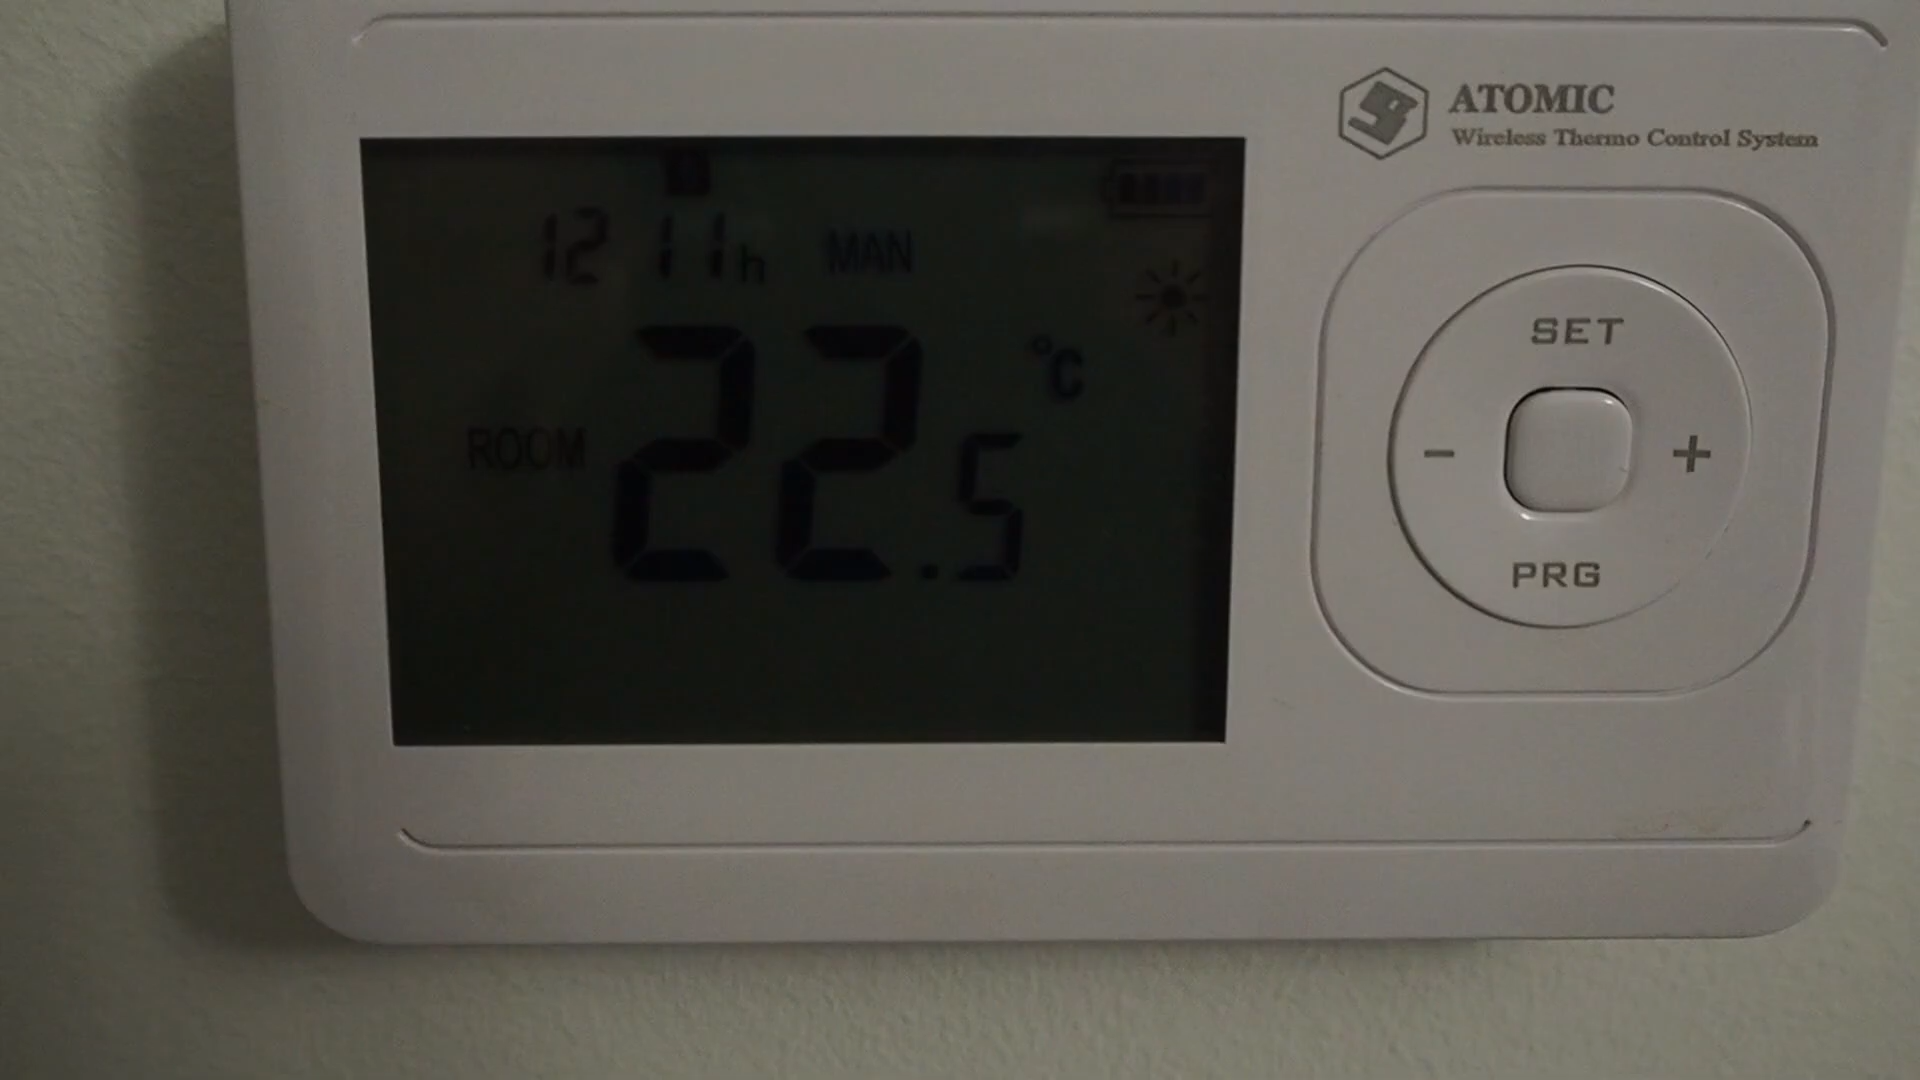 ATOMIC
Wireless Thermo Control System
12 11h MAN
°C
ROOM 22.5
SET
- +
PRG